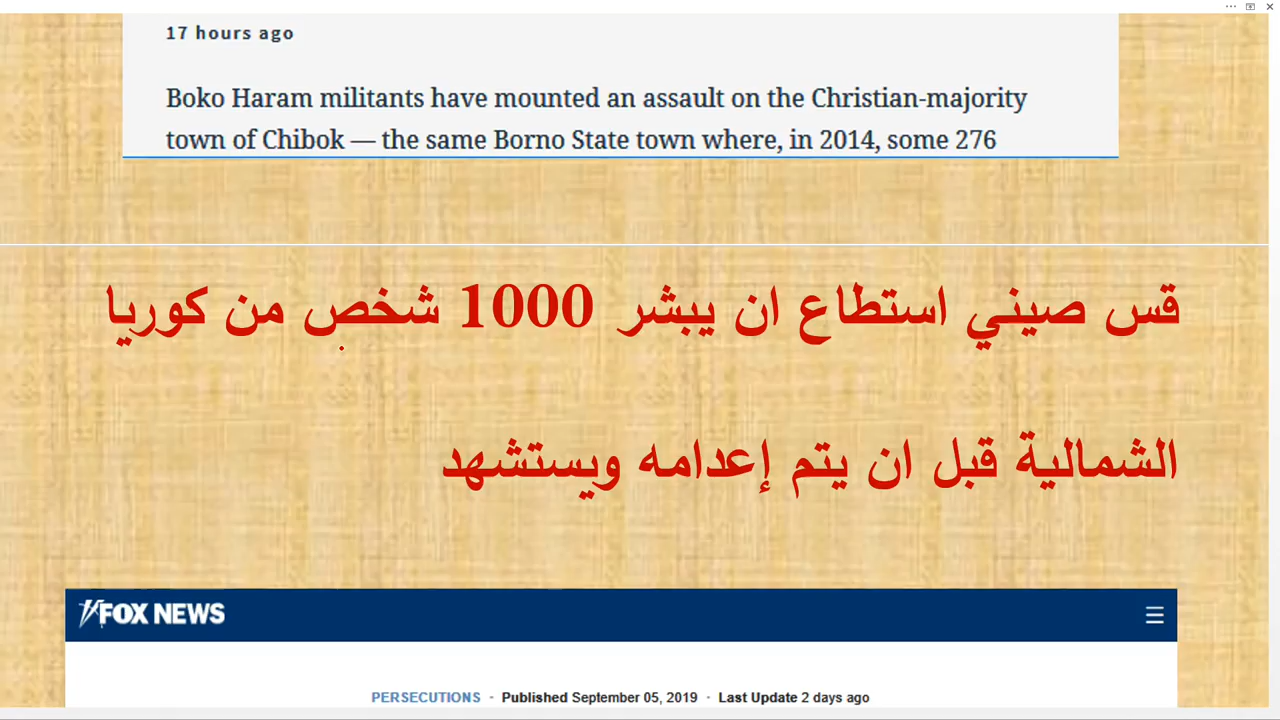 17 hours ago
Boko Haram militants have mounted an assault on the Christian-majority
town of Chibok — the same Borno State town where, in 2014, some 276
قس صيني استطاع ان يبشر 1000 شخص من كوريا
الشمالية قبل ان يتم إعدامه ويستشهد
FOX NEWS
PERSECUTIONS · Published September 05, 2019 · Last Update 2 days ago